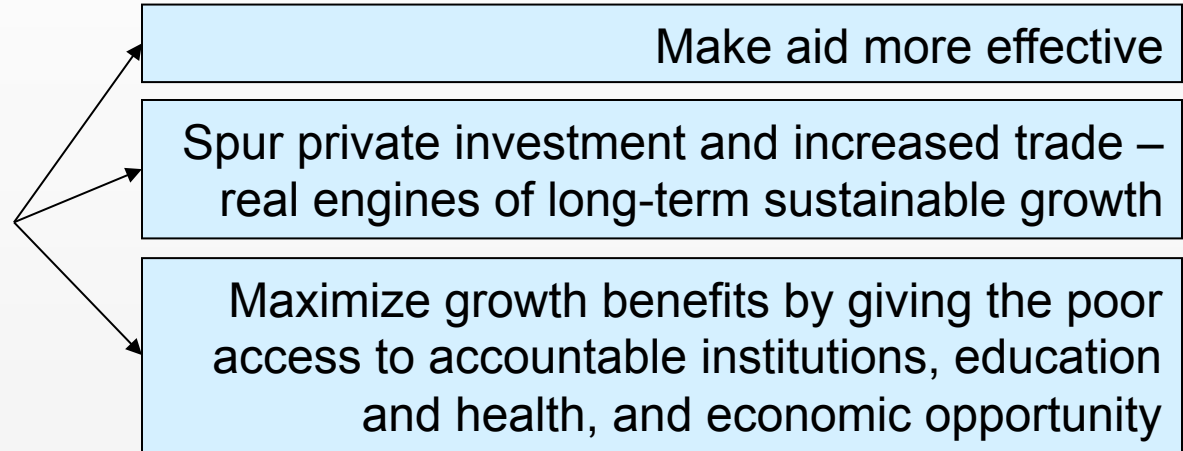 Make aid more effective
Spur private investment and increased trade –
real engines of long-term sustainable growth
Maximize growth benefits by giving the poor
access to accountable institutions, education
and health, and economic opportunity